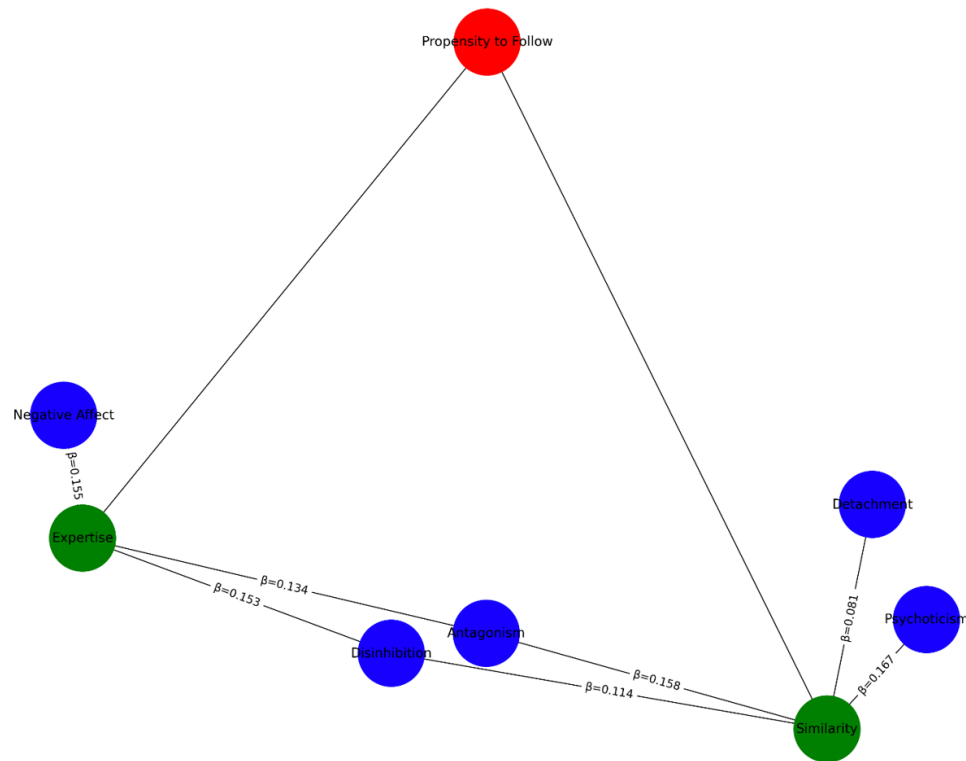 Propensity to Follow
Negative Affect
β=0.155
Detachment
Expertise
β=0.134
β=0.153
β=0.081
Psychoticism
Antagonism
Disinhibition
β=0.167
β=0.158
β=0.114
Similarity